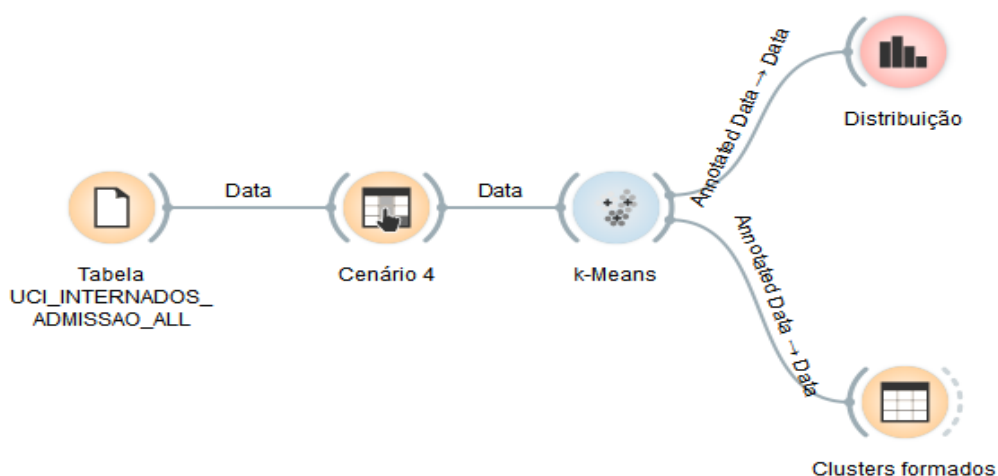 Annotated Data → Data
Distribuição
Data
Data
Tabela
UCI_INTERNADOS_
ADMISSAO_ALL
Cenário 4
k-Means
Annotated Data → Data
Clusters formados